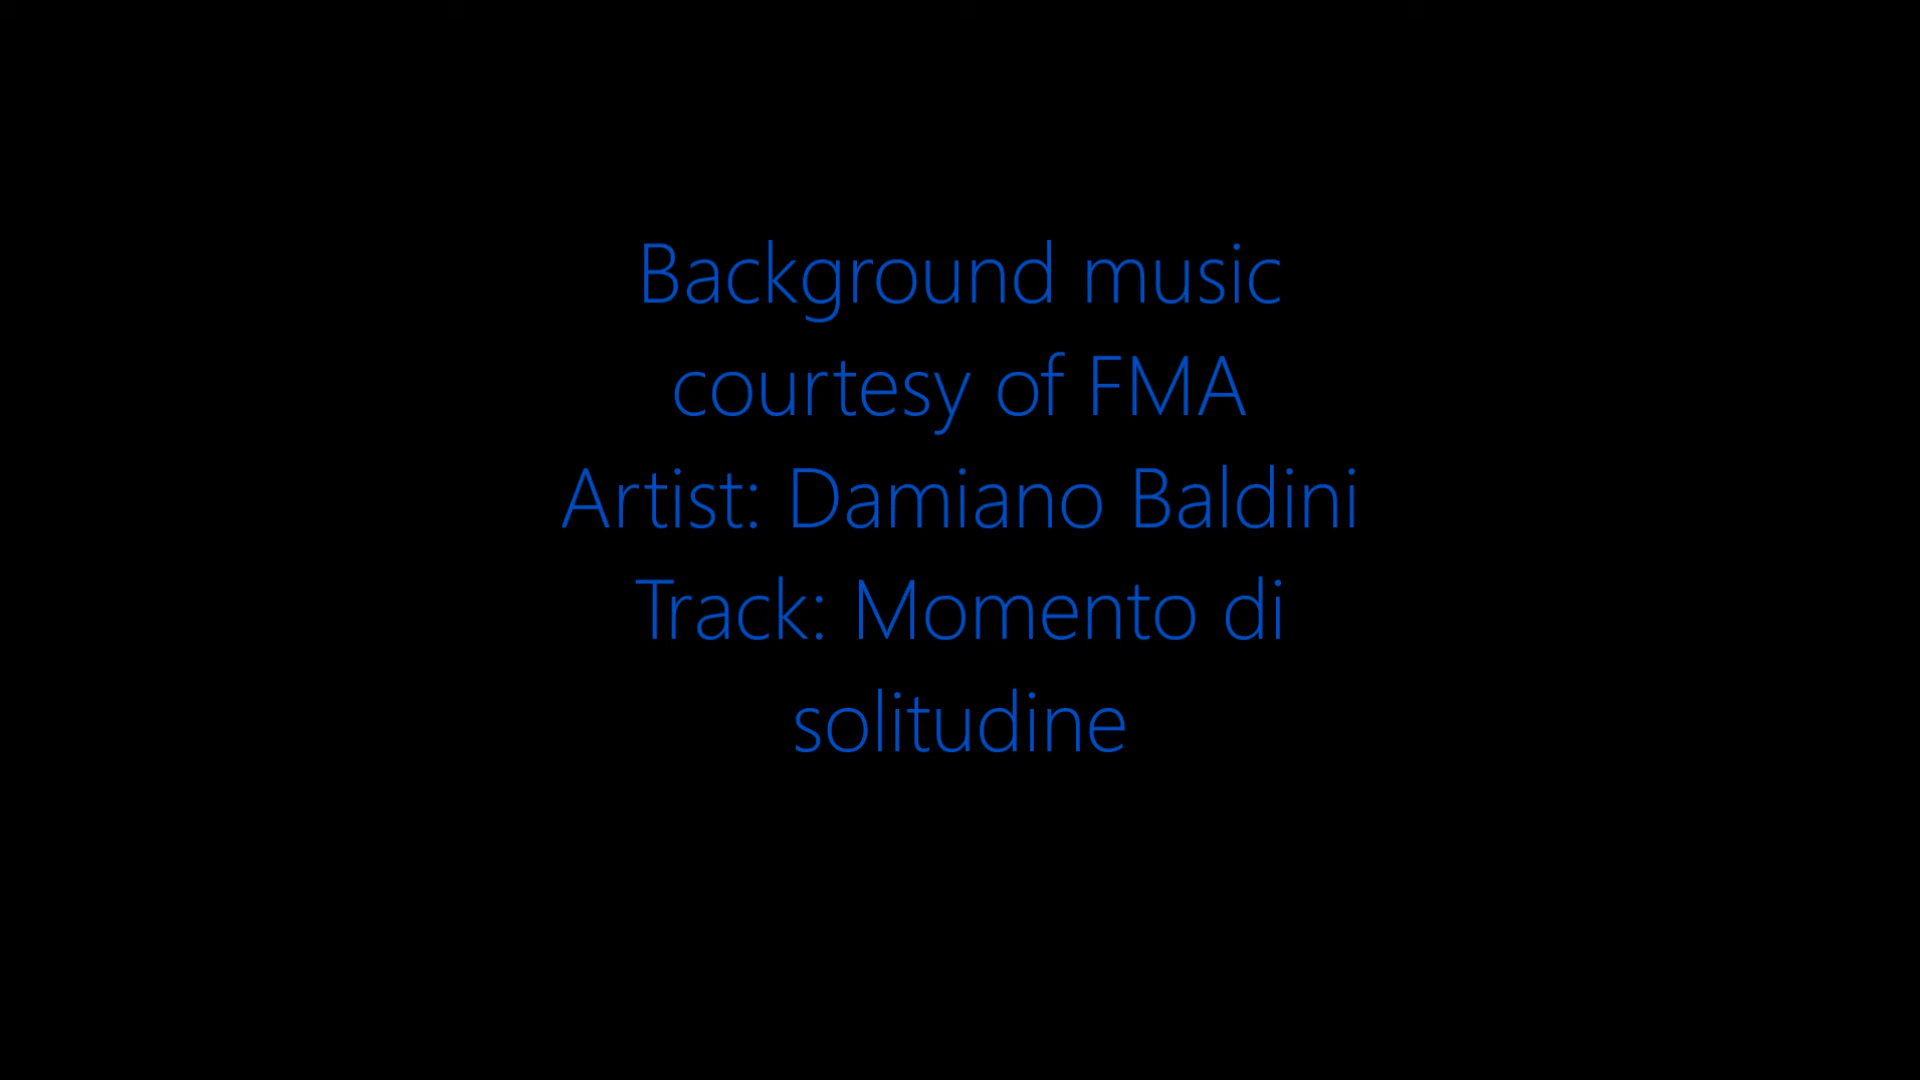 Background music
courtesy of FMA
Artist: Damiano Baldini
Track: Momento di
solitudine